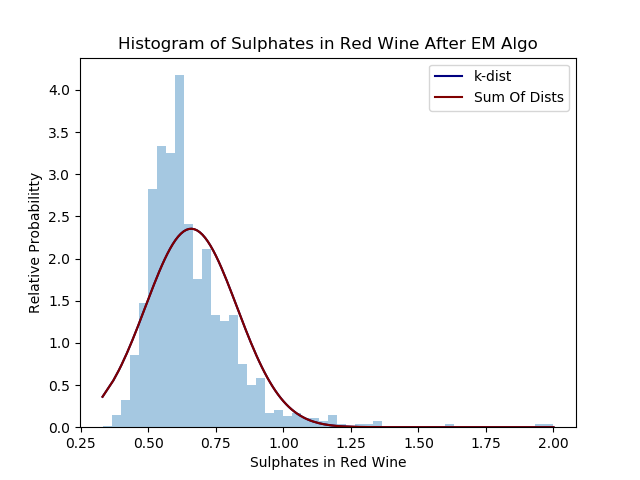 Histogram of Sulphates in Red Wine After EM Algo
k-dist
Sum Of Dists
Relative Probabilitty
4.0
3.5
3.0
2.5
2.0
1.5
1.0
0.5
0.0
0.25 0.50 0.75 1.00 1.25 1.50 1.75 2.00
Sulphates in Red Wine